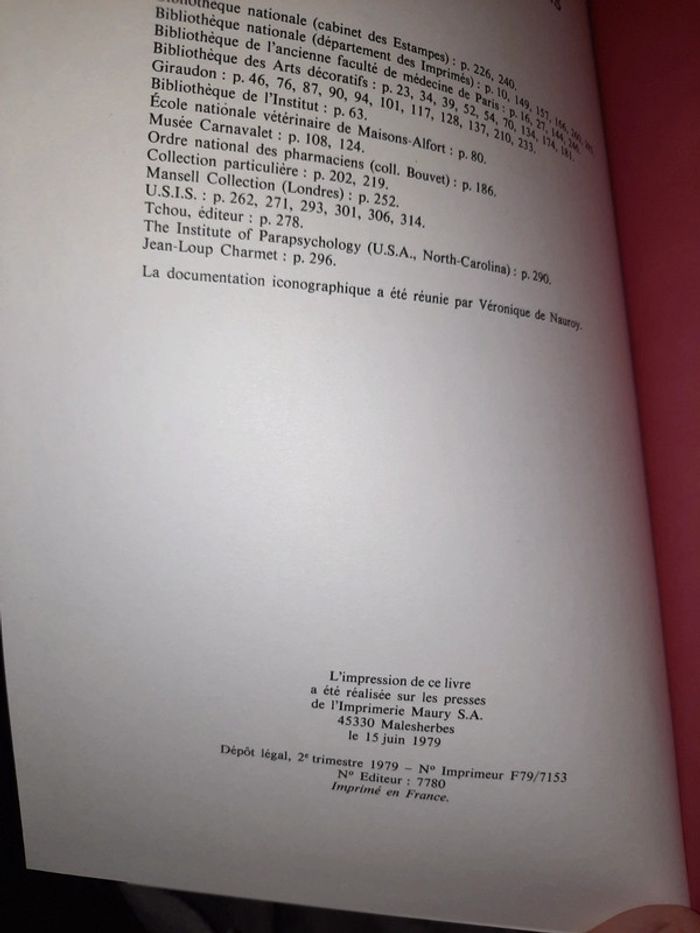 Bibliothèque nationale (cabinet des Estampes) : p. 226, 240.
Bibliothèque nationale (département des Imprimés) : p. 10, 149, 157, 166,
Bibliothèque de l'ancienne faculté de médecine de Paris : p. 16, 27, 144,
Bibliothèque des Arts décoratifs : p. 23, 34, 39, 52, 54, 70, 134, 174, 181.
Giraudon : p. 46, 76, 87, 90, 94, 101, 117, 128, 137, 210, 233.
Bibliothèque de l'Institut : p. 63.
École nationale vétérinaire de Maisons-Alfort : p. 80.
Musée Carnavalet : p. 108, 124.
Ordre national des pharmaciens (coll. Bouvet) : p. 186.
Collection particulière : p. 202, 219.
Mansell Collection (Londres) : p. 252.
U.S.I.S. : p. 262, 271, 293, 301, 306, 314.
Tchou, éditeur : p. 278.
The Institute of Parapsychology (U.S.A., North-Carolina) : p. 290.
Jean-Loup Charmet : p. 296.
La documentation iconographique a été réunie par Véronique de Nauroy.
L'impression de ce livre
a été réalisée sur les presses
de l'Imprimerie Maury S.A.
45330 Malesherbes
le 15 juin 1979
Dépôt légal, 2e trimestre 1979 – No Imprimeur F79/7153
No Editeur : 7780
Imprimé en France.